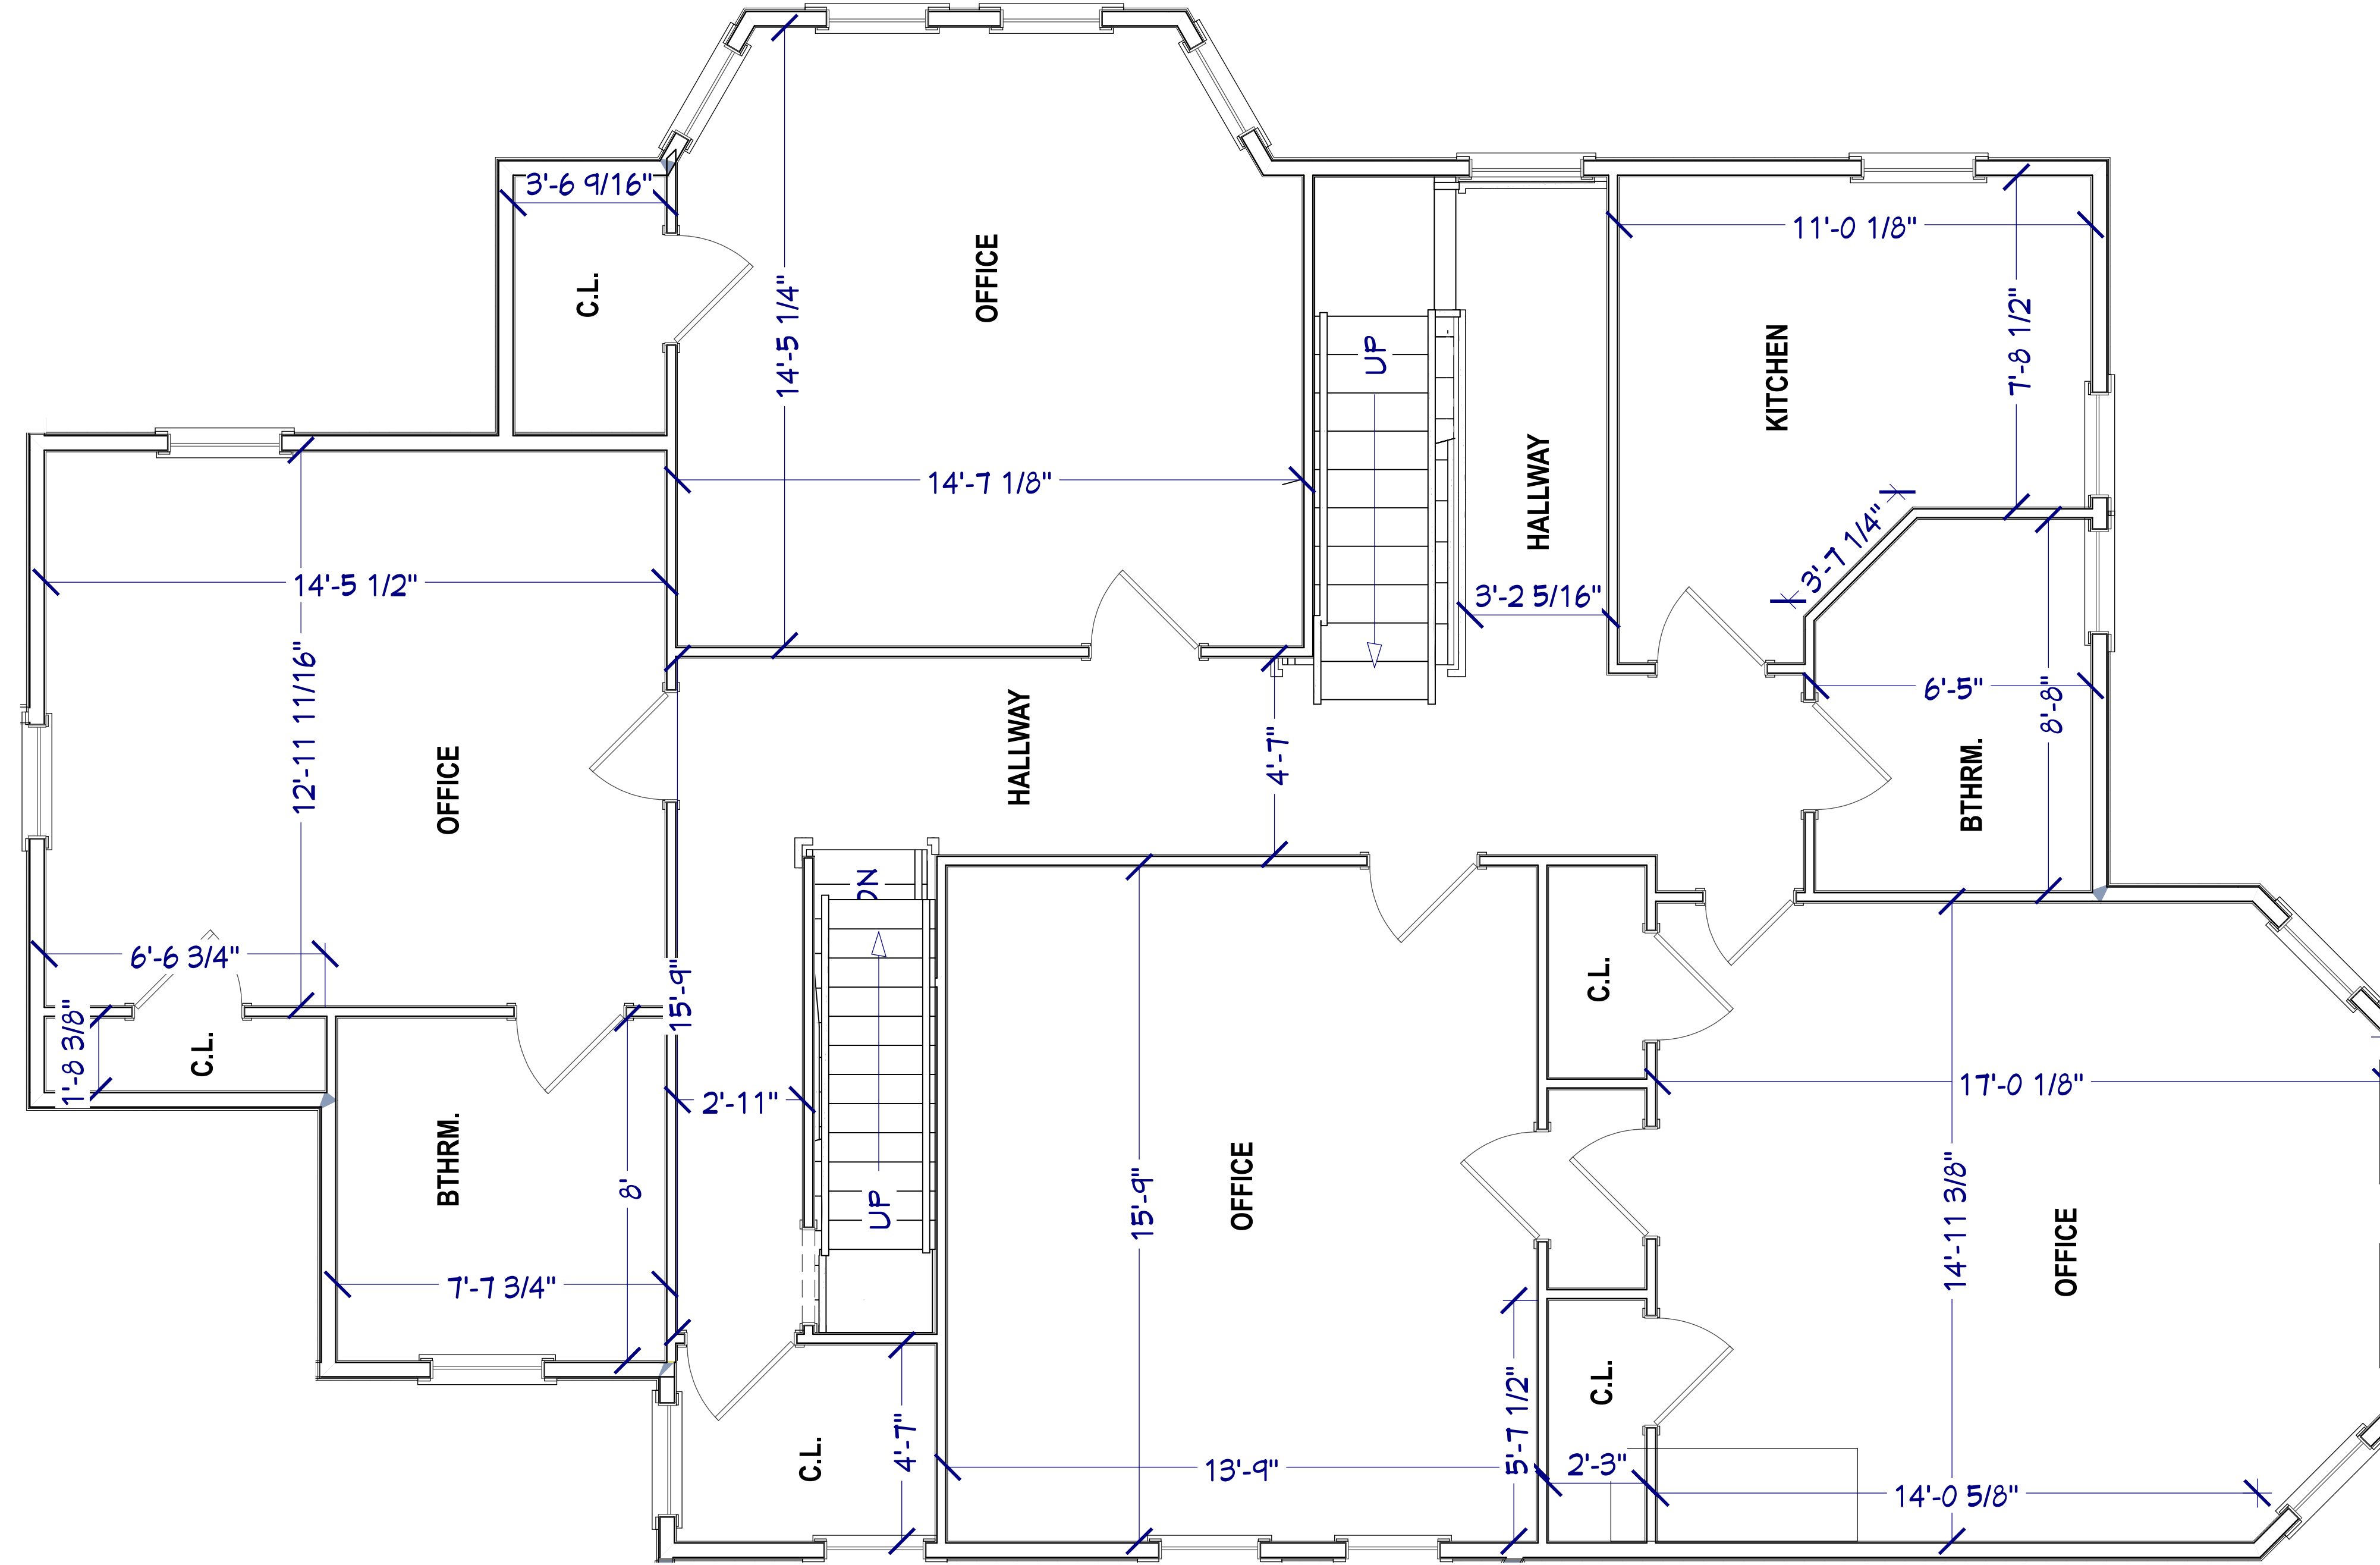 3'-6 9/16"
C.L.
14'-5 1/4"
OFFICE
14'-7 1/8"
UP
HALLWAY
3'-2 5/16"
11'-0 1/8"
KITCHEN
7'-8 1/2"
3'-7 1/4"
6'-5"
8'-8"
BTHRM.
14'-5 1/2"
12'-11 11/16"
OFFICE
HALLWAY
4'-7"
6'-6 3/4"
1'-8 3/8"
C.L.
BTHRM.
8'
7'-7 3/4"
15'-9"
2'-11"
DN
UP
C.L.
4'-7"
15'-9"
OFFICE
13'-9"
5'-7 1/2"
C.L.
C.L.
2'-3"
17'-0 1/8"
14'-11 3/8"
OFFICE
14'-0 5/8"